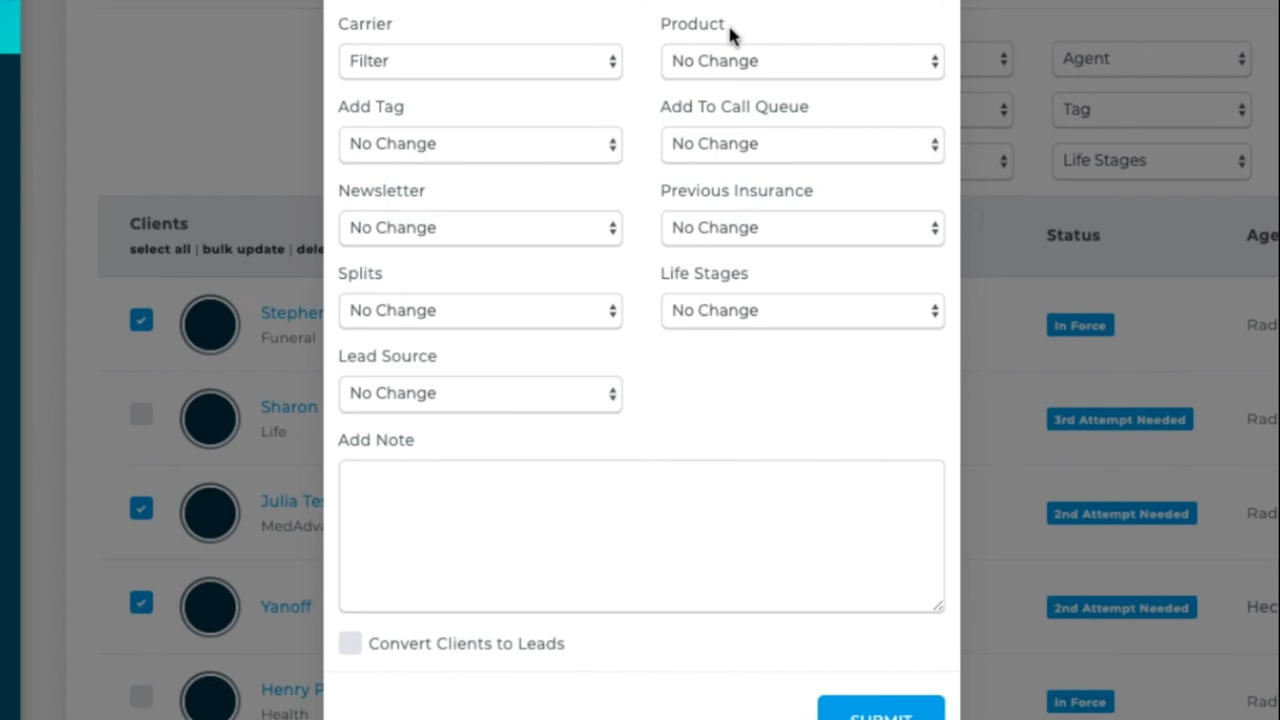 Carrier
Product
Filter
No Change
Agent
Add Tag
Add To Call Queue
No Change
No Change
Tag
Newsletter
Previous Insurance
No Change
No Change
Life Stages
Clients
select all | bulk update | dele
Status
Age
Splits
Life Stages
No Change
No Change
Stepher
Funeral
In Force
Rad
Lead Source
No Change
Sharon
Life
3rd Attempt Needed
Rad
Add Note
Julia Tes
MedAdva
2nd Attempt Needed
Rad
Yanoff
2nd Attempt Needed
Hec
Convert Clients to Leads
Henry P
Health
In Force
Rad
SUBMIT